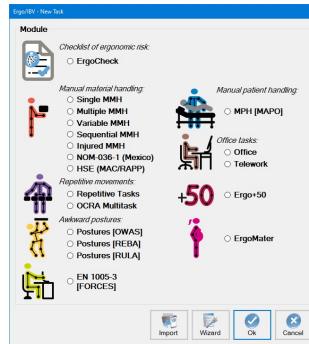 Ergo/IBV - New Task
Module
Checklist of ergonomic risk:
ErgoCheck
Manual material handling:
Single MMH
Multiple MMH
Variable MMH
Sequential MMH
Injured MMH
NOM-036-1 (Mexico)
HSE (MAC/RAPP)
Repetitive movements:
Repetitive Tasks
OCRA Multitask
Awkward postures:
Postures [OWAS]
Postures [REBA]
Postures [RULA]
EN 1005-3
[FORCES]
Manual patient handling:
MPH [MAPO]
Office tasks:
Office
Telework
+50
Ergo+50
ErgoMater
Import
Wizard
Ok
Cancel